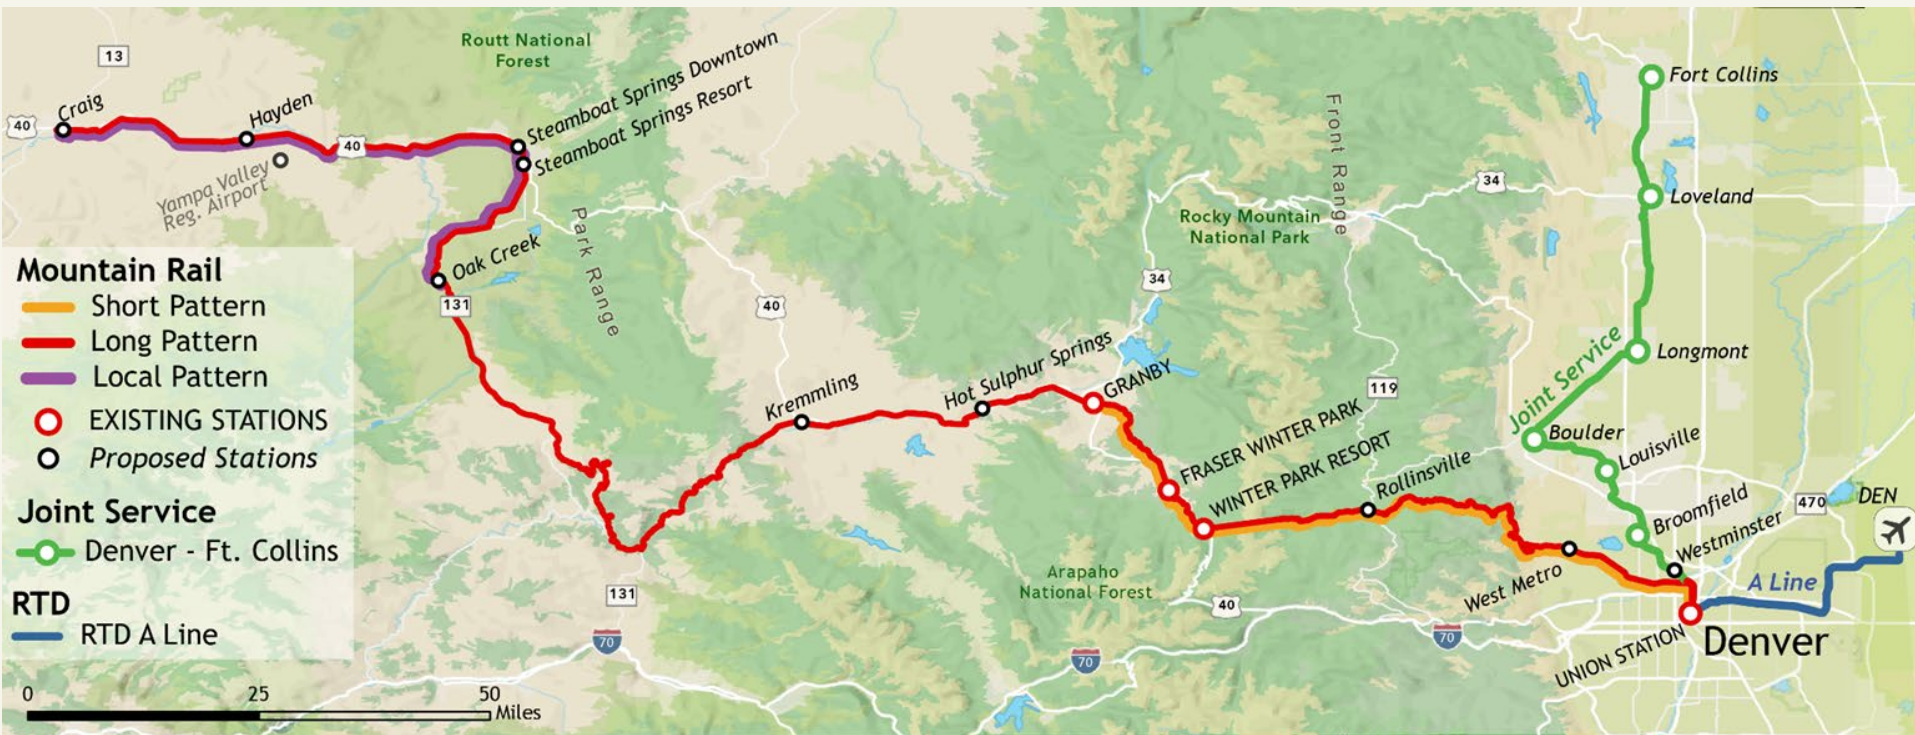 Routt National
Forest
13
Craig
40
Hayden
40
Steamboat Springs Downtown
Steamboat Springs Resort
Yampa Valley
Reg. Airport
Park Range
Oak Creek
131
40
Front Range
34
34
Rocky Mountain
National Park
Fort Collins
Loveland
Longmont
Joint Service
Boulder
Louisville
Broomfield
Westminster
470
DEN
119
Kremmling
Hot Sulphur Springs
GRANBY
FRASER WINTER PARK
WINTER PARK RESORT
Rollinsville
West Metro
A Line
UNION STATION
Denver
Arapaho
National Forest
40
131
70
70
70
Mountain Rail
Short Pattern
Long Pattern
Local Pattern
EXISTING STATIONS
Proposed Stations
Joint Service
Denver - Ft. Collins
RTD
RTD A Line
0 25 50
Miles